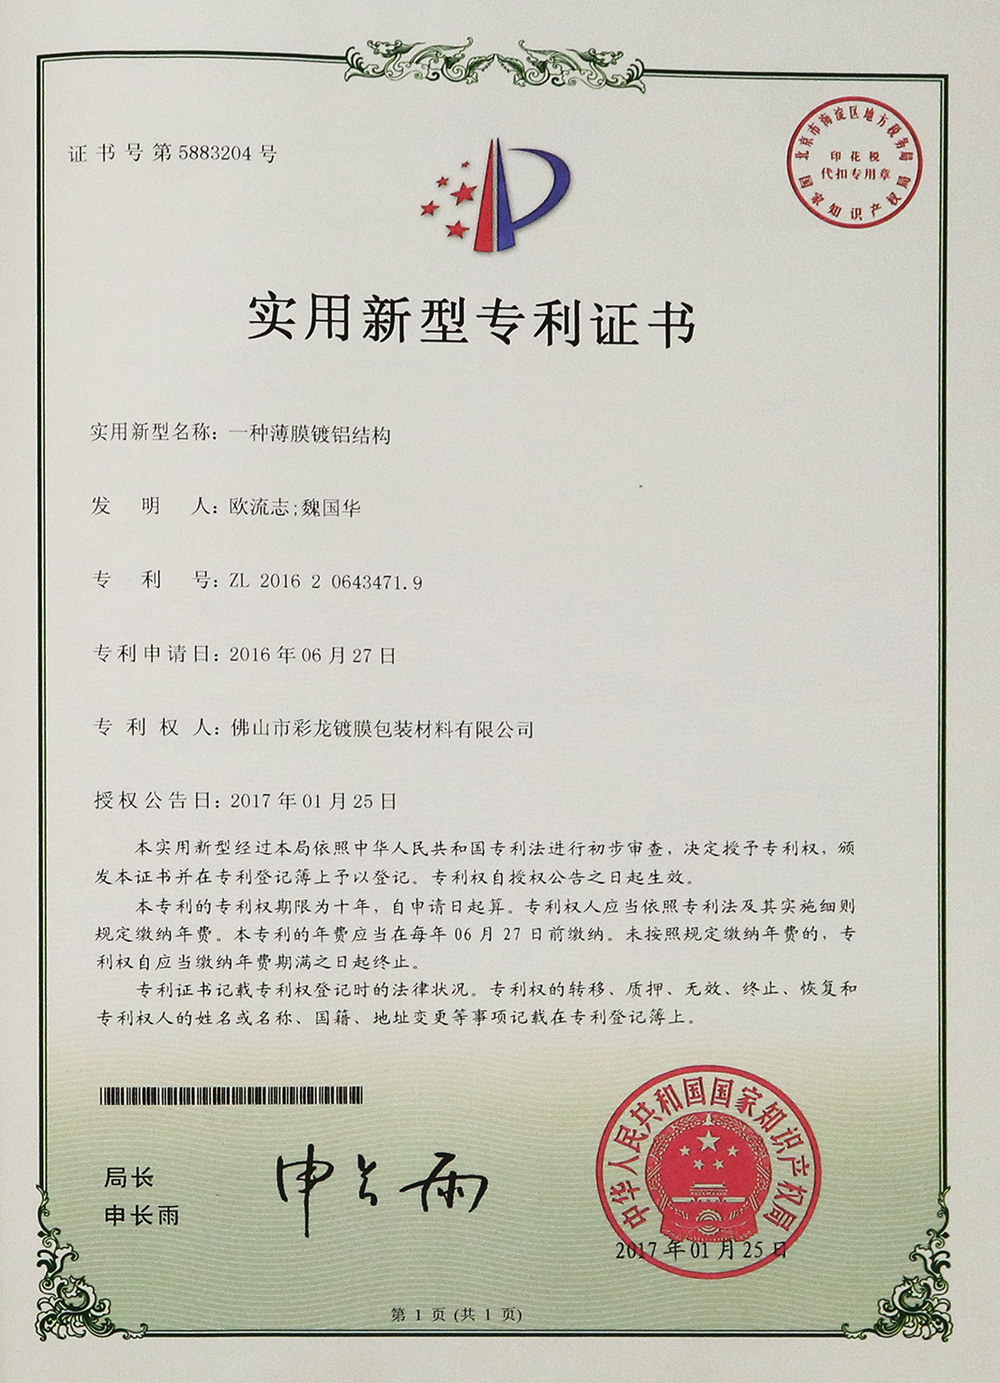 证书号第5883204号
北京市海淀区地方税务局
印花税
代扣专用章
国家知识产权局
实用新型专利证书
实用新型名称：一种薄膜镀铝结构
发明人：欧流志;魏国华
专利号：ZL 2016 2 0643471.9
专利申请日：2016年06月27日
专利权人：佛山市彩龙镀膜包装材料有限公司
授权公告日：2017年01月25日
本实用新型经过本局依照中华人民共和国专利法进行初步审查，决定授予专利权，颁
发本证书并在专利登记簿上予以登记。专利权自授权公告之日起生效。
本专利的专利权期限为十年，自申请日起算。专利权人应当依照专利法及其实施细则
规定缴纳年费。本专利的年费应当在每年06月27日前缴纳。未按照规定缴纳年费的，专
利权自应当缴纳年费期满之日起终止。
专利证书记载专利权登记时的法律状况。专利权的转移、质押、无效、终止、恢复和
专利权人的姓名或名称、国籍、地址变更等事项记载在专利登记簿上。
局长
申长雨
申长雨
中华人民共和国国家知识产权局
2017年01月25日
第1页(共1页)